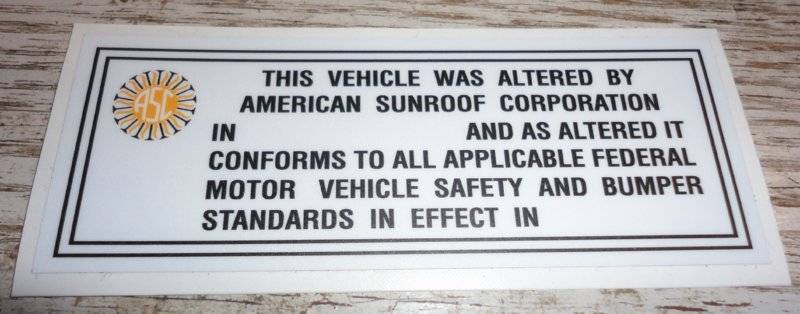 ASC
THIS VEHICLE WAS ALTERED BY
AMERICAN SUNROOF CORPORATION
IN AND AS ALTERED IT
CONFORMS TO ALL APPLICABLE FEDERAL
MOTOR VEHICLE SAFETY AND BUMPER
STANDARDS IN EFFECT IN